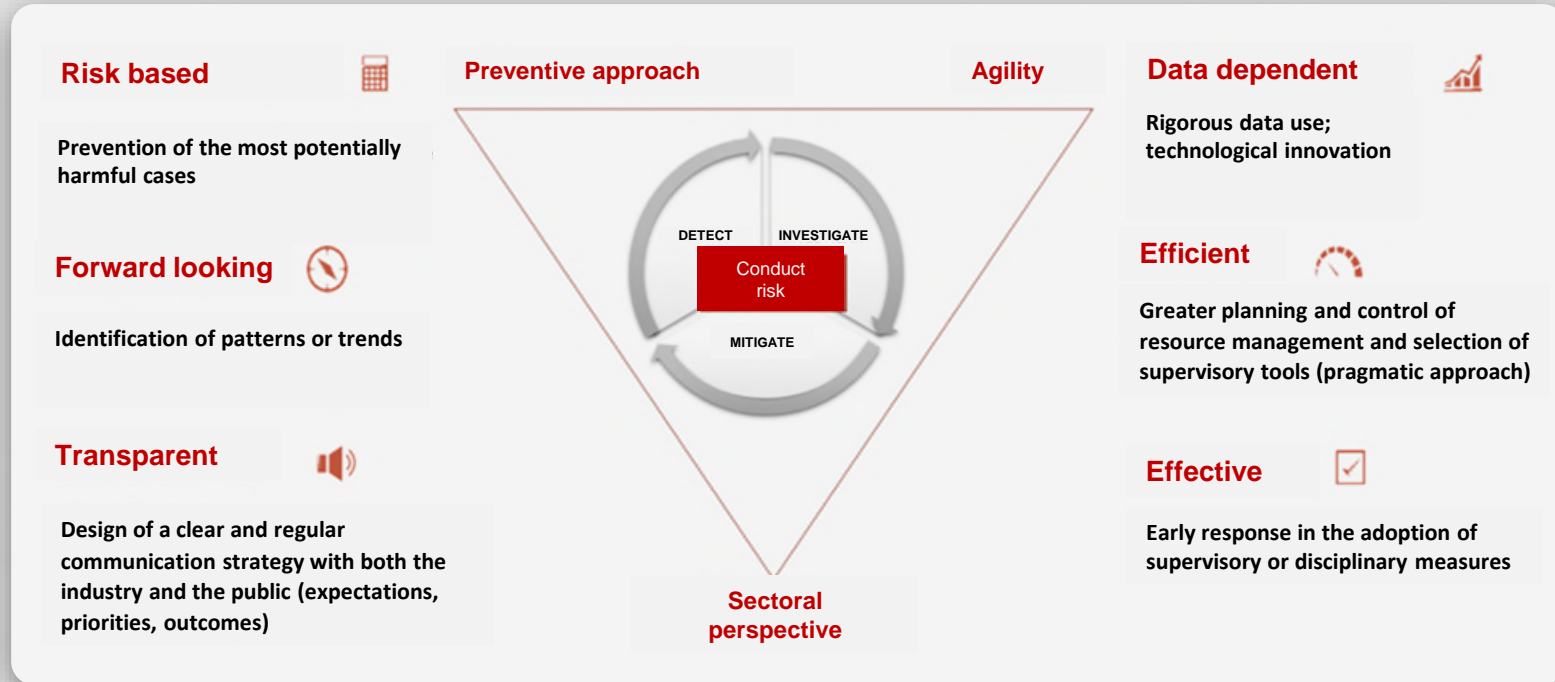 Risk based
Prevention of the most potentially
harmful cases
Forward looking
Identification of patterns or trends
Transparent
Design of a clear and regular
communication strategy with both the
industry and the public (expectations,
priorities, outcomes)
Preventive approach
Agility
DETECT
INVESTIGATE
Conduct
risk
MITIGATE
Sectoral
perspective
Data dependent
Rigorous data use;
technological innovation
Efficient
Greater planning and control of
resource management and selection of
supervisory tools (pragmatic approach)
Effective
Early response in the adoption of
supervisory or disciplinary measures